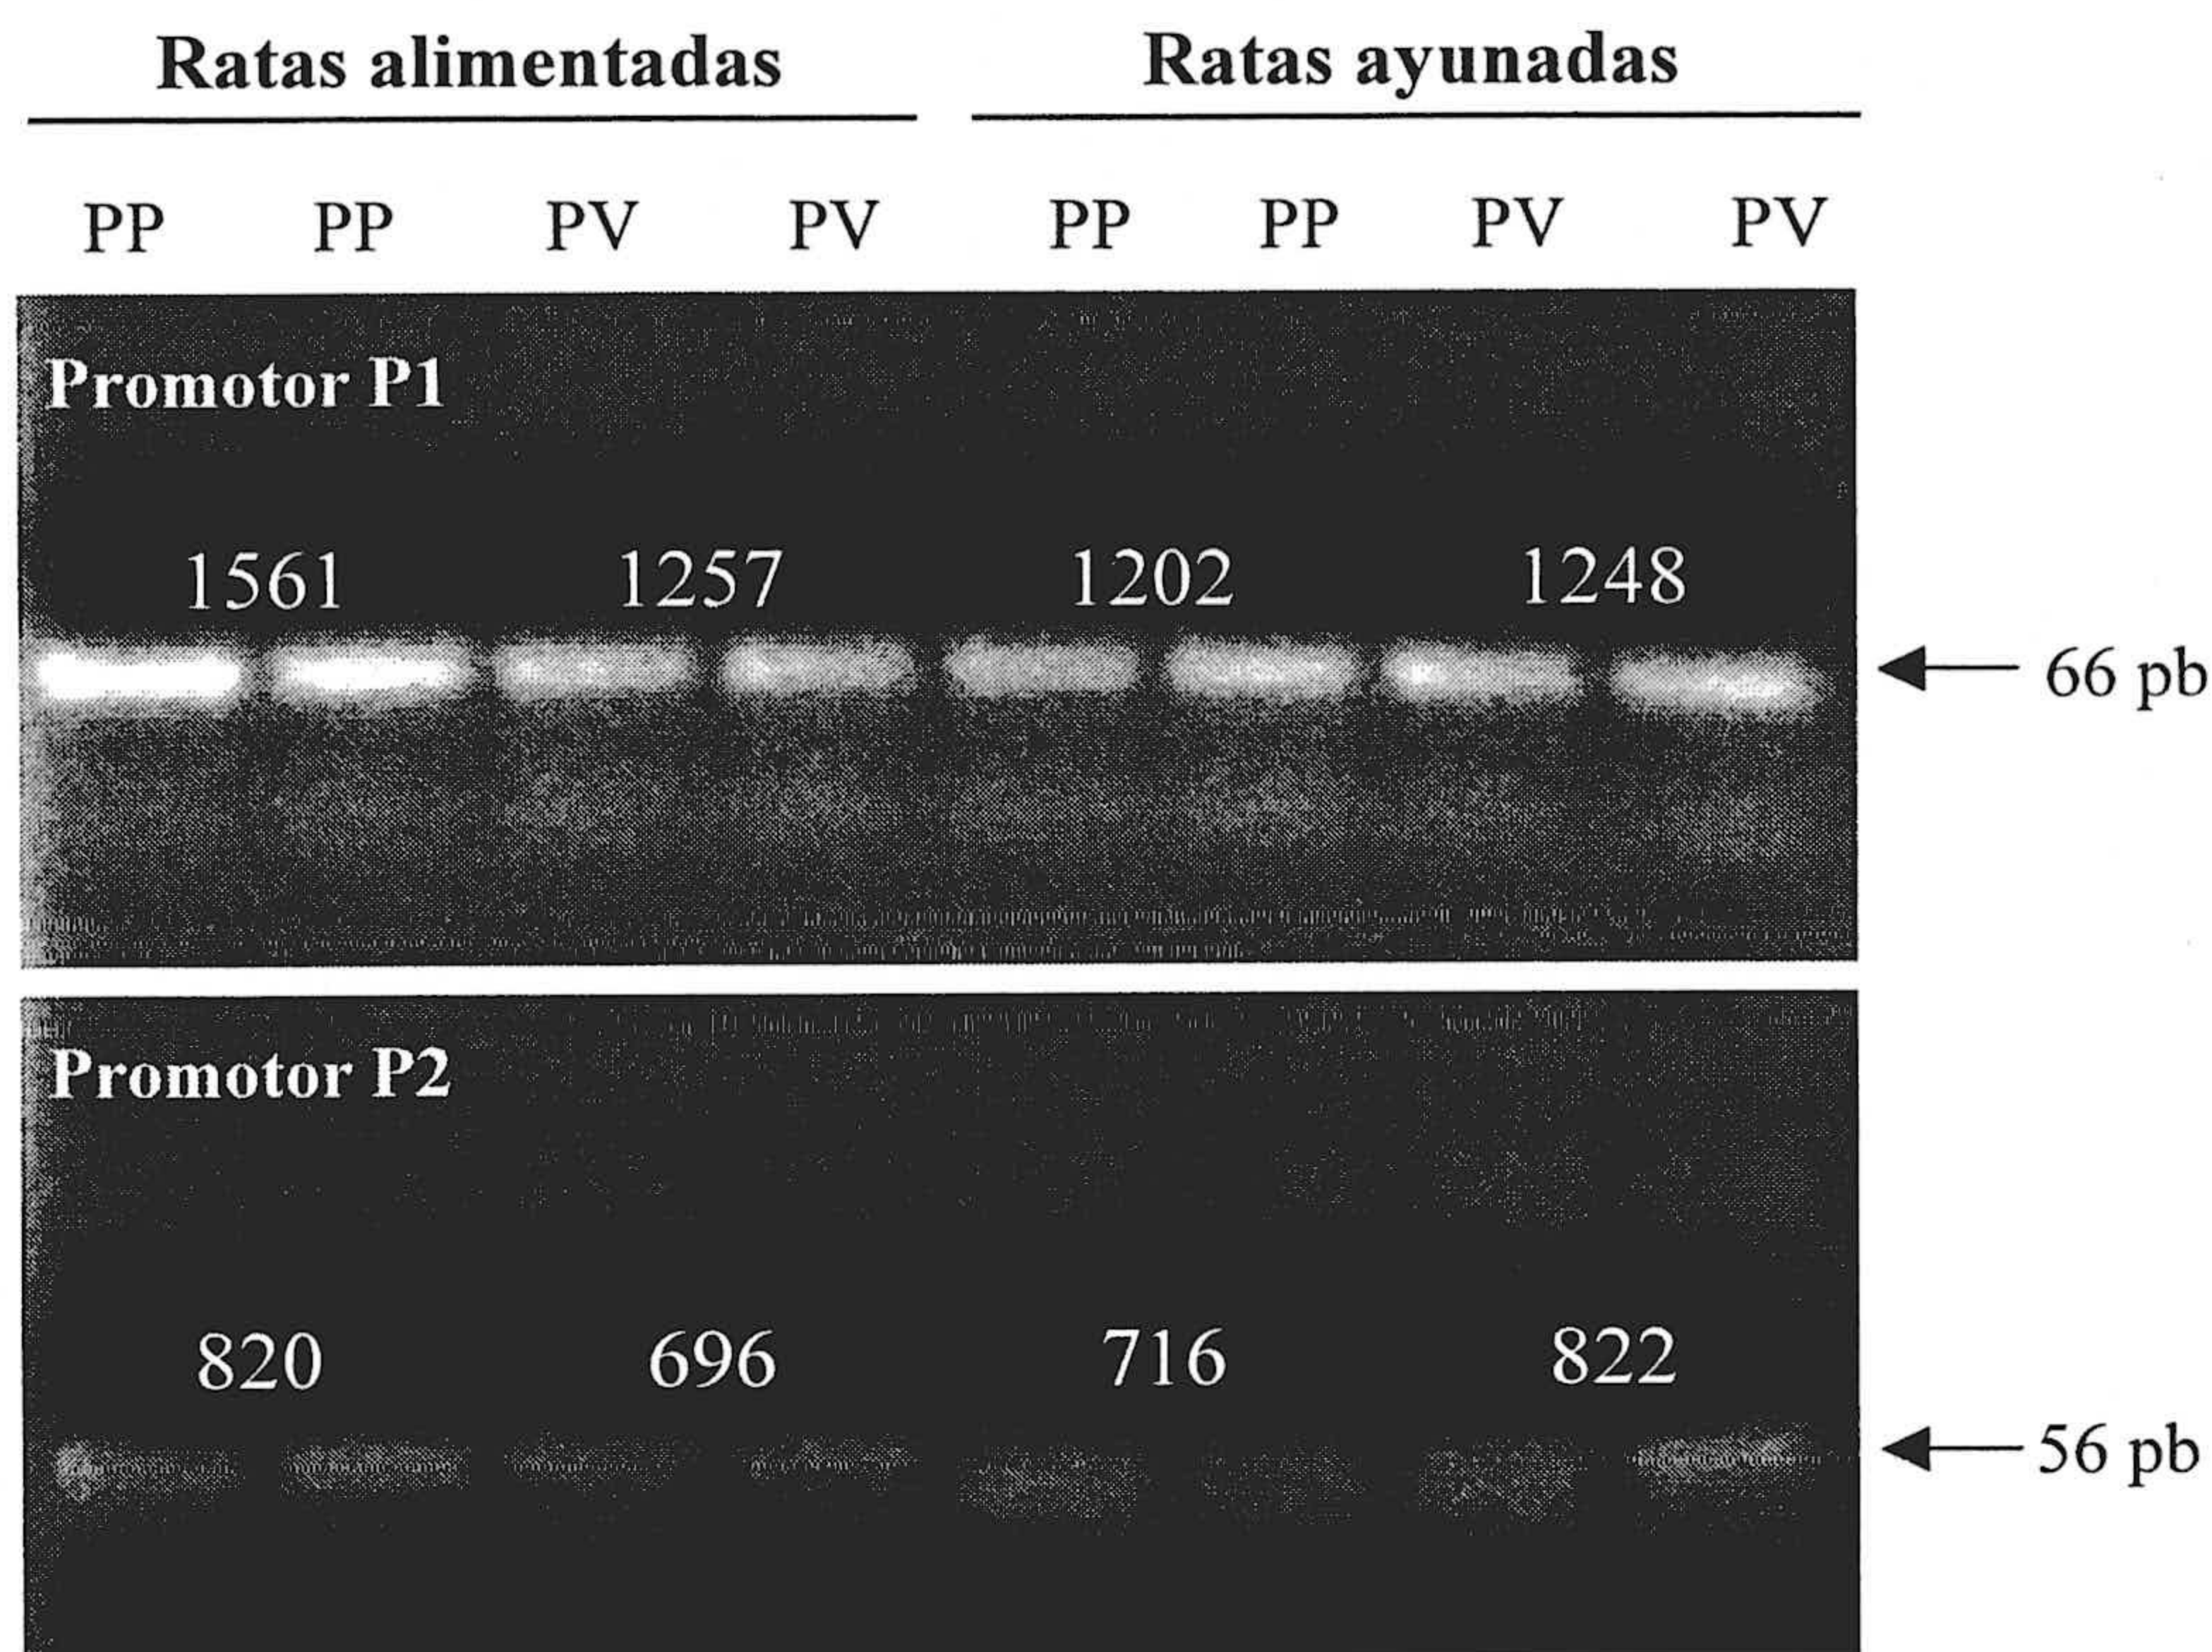 Ratas alimentadas Ratas ayunadas
PP PP PV PV PP PP PV PV
Promotor P1
1561 1257 1202 1248
66 pb
Promotor P2
820 696 716 822
56 pb